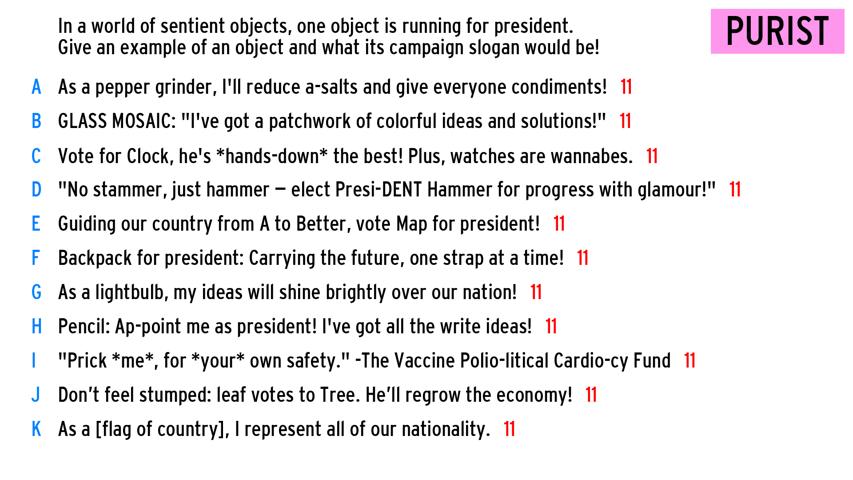 In a world of sentient objects, one object is running for president.
Give an example of an object and what its campaign slogan would be!
PURIST
A As a pepper grinder, I'll reduce a-salts and give everyone condiments! 11
B GLASS MOSAIC: "I've got a patchwork of colorful ideas and solutions!" 11
C Vote for Clock, he's *hands-down* the best! Plus, watches are wannabes. 11
D "No stammer, just hammer – elect Presi-DENT Hammer for progress with glamour!" 11
E Guiding our country from A to Better, vote Map for president! 11
F Backpack for president: Carrying the future, one strap at a time! 11
G As a lightbulb, my ideas will shine brightly over our nation! 11
H Pencil: Ap-point me as president! I've got all the write ideas! 11
I "Prick *me*, for *your* own safety." -The Vaccine Polio-litical Cardio-cy Fund 11
J Don’t feel stumped: leaf votes to Tree. He’ll regrow the economy! 11
K As a [flag of country], I represent all of our nationality. 11